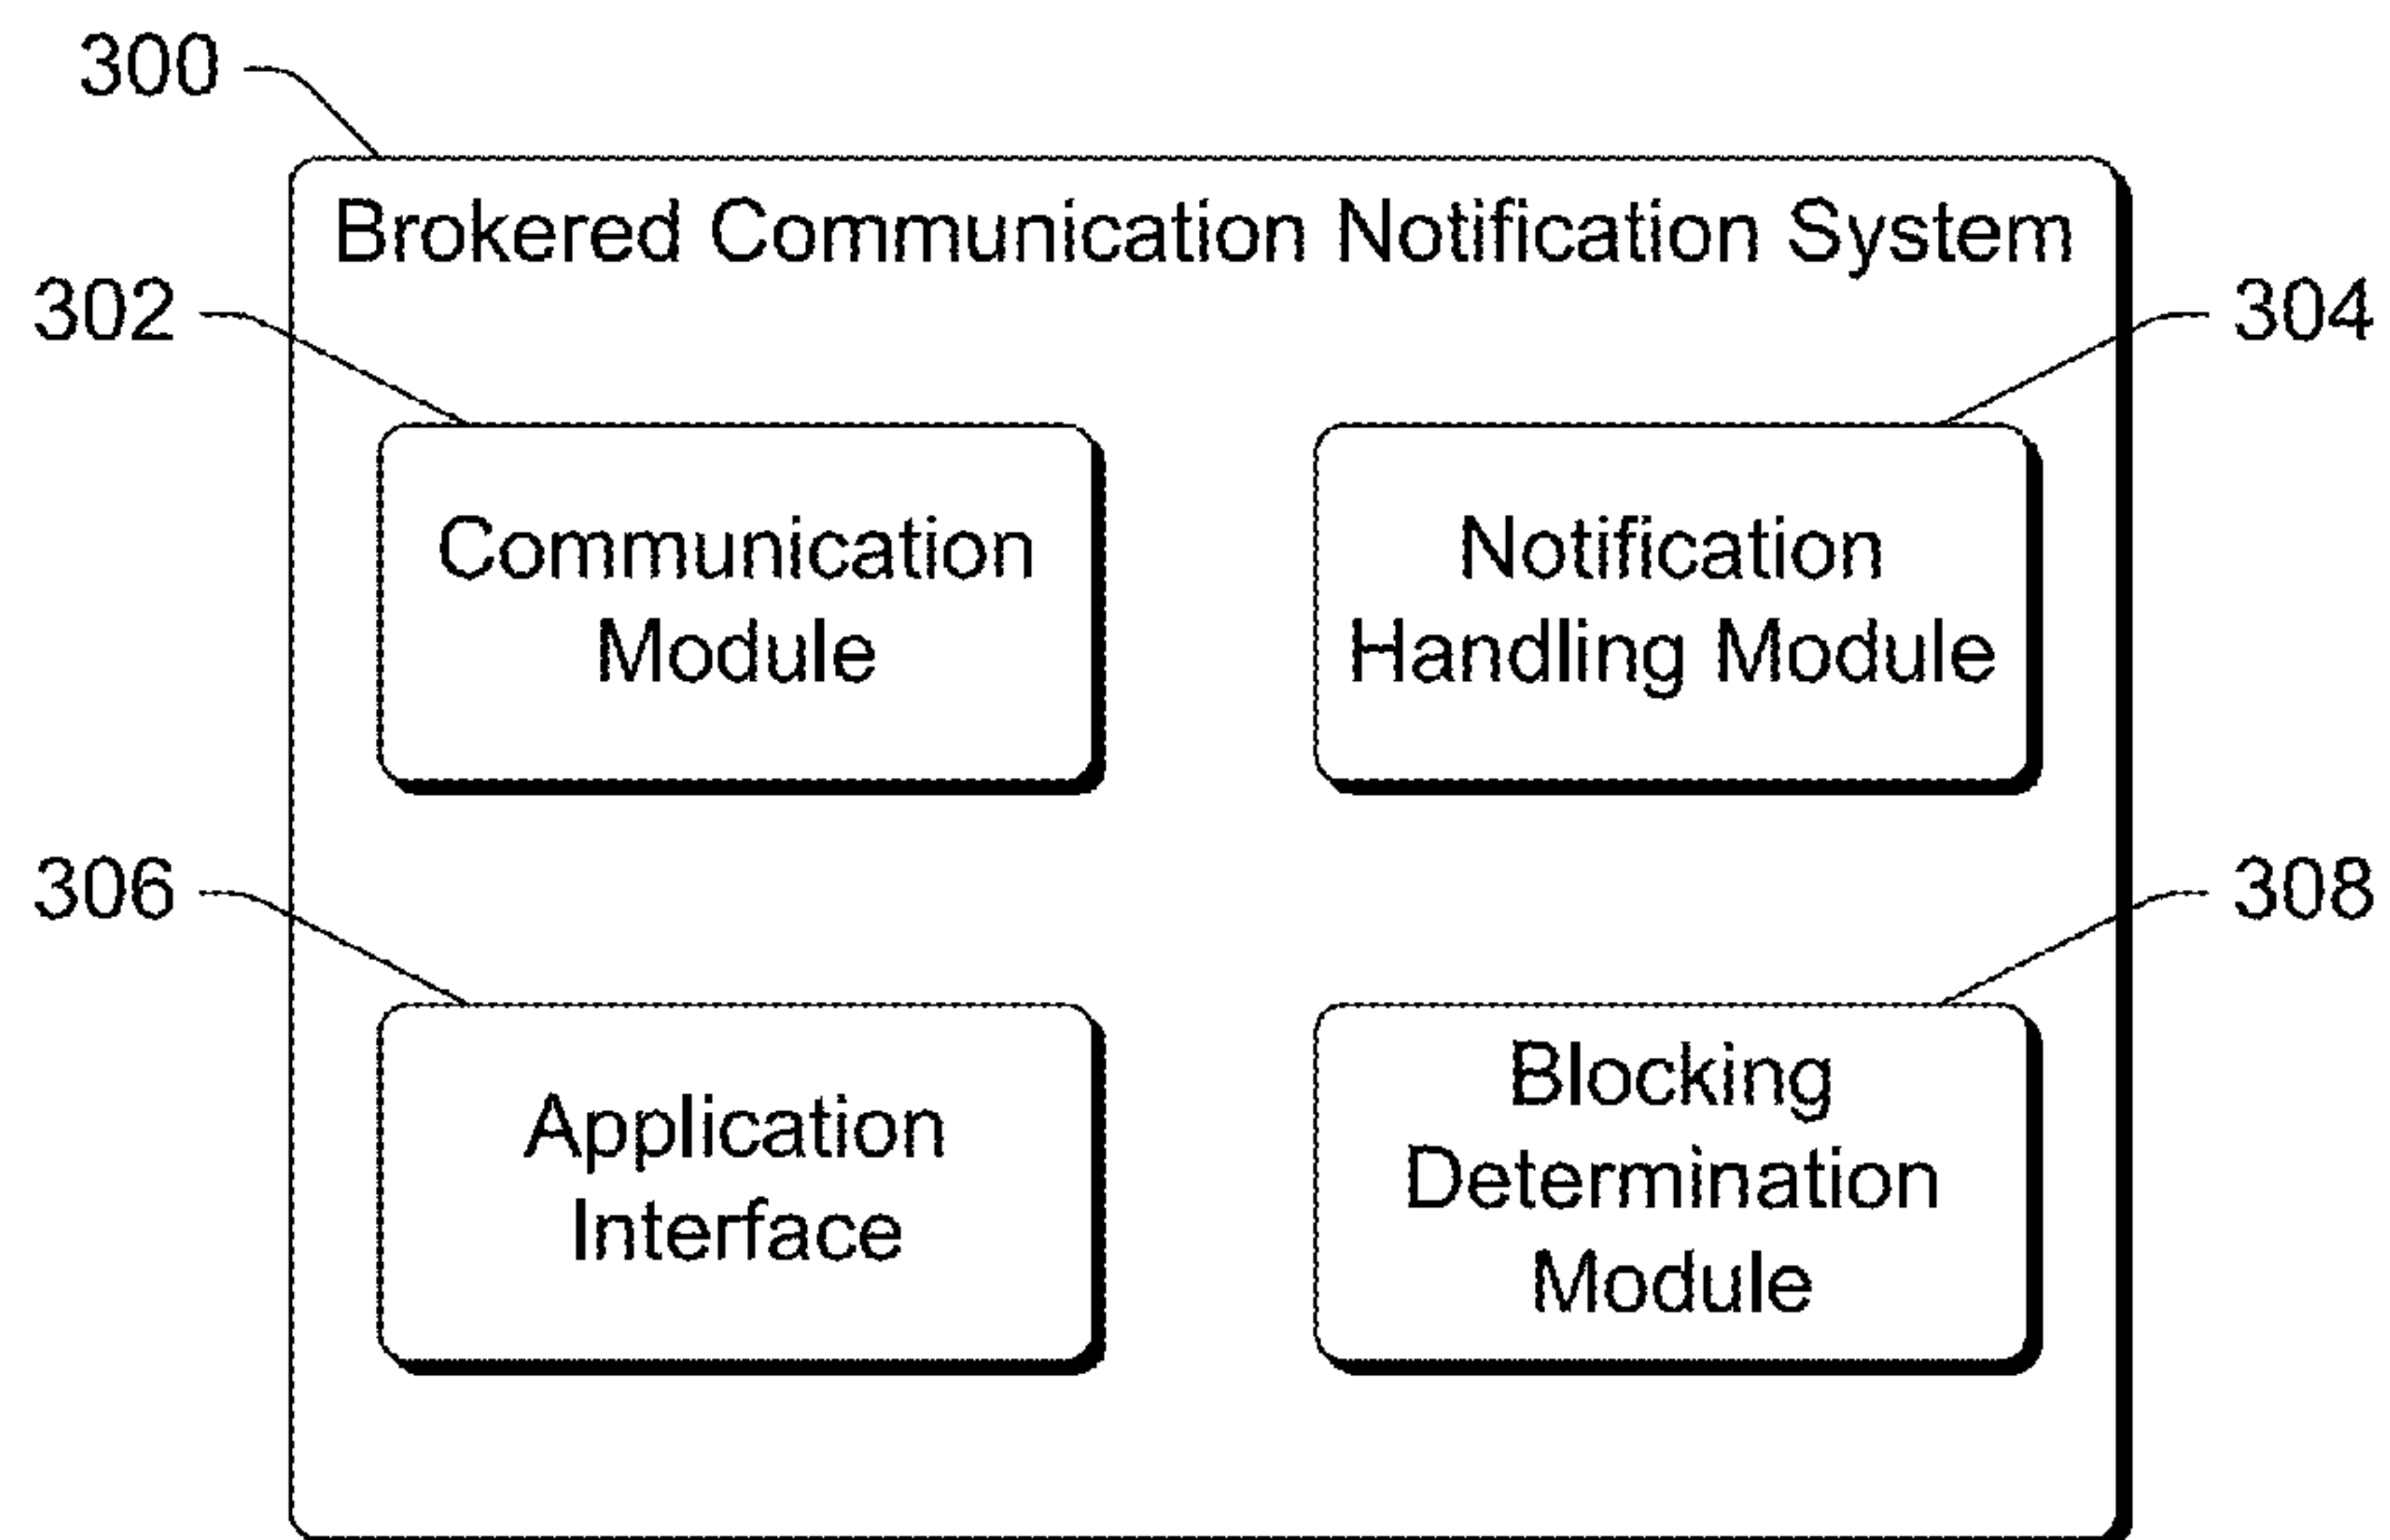 300
Brokered Communication Notification System
302
304
Communication
Module
Notification
Handling Module
306
308
Application
Interface
Blocking
Determination
Module